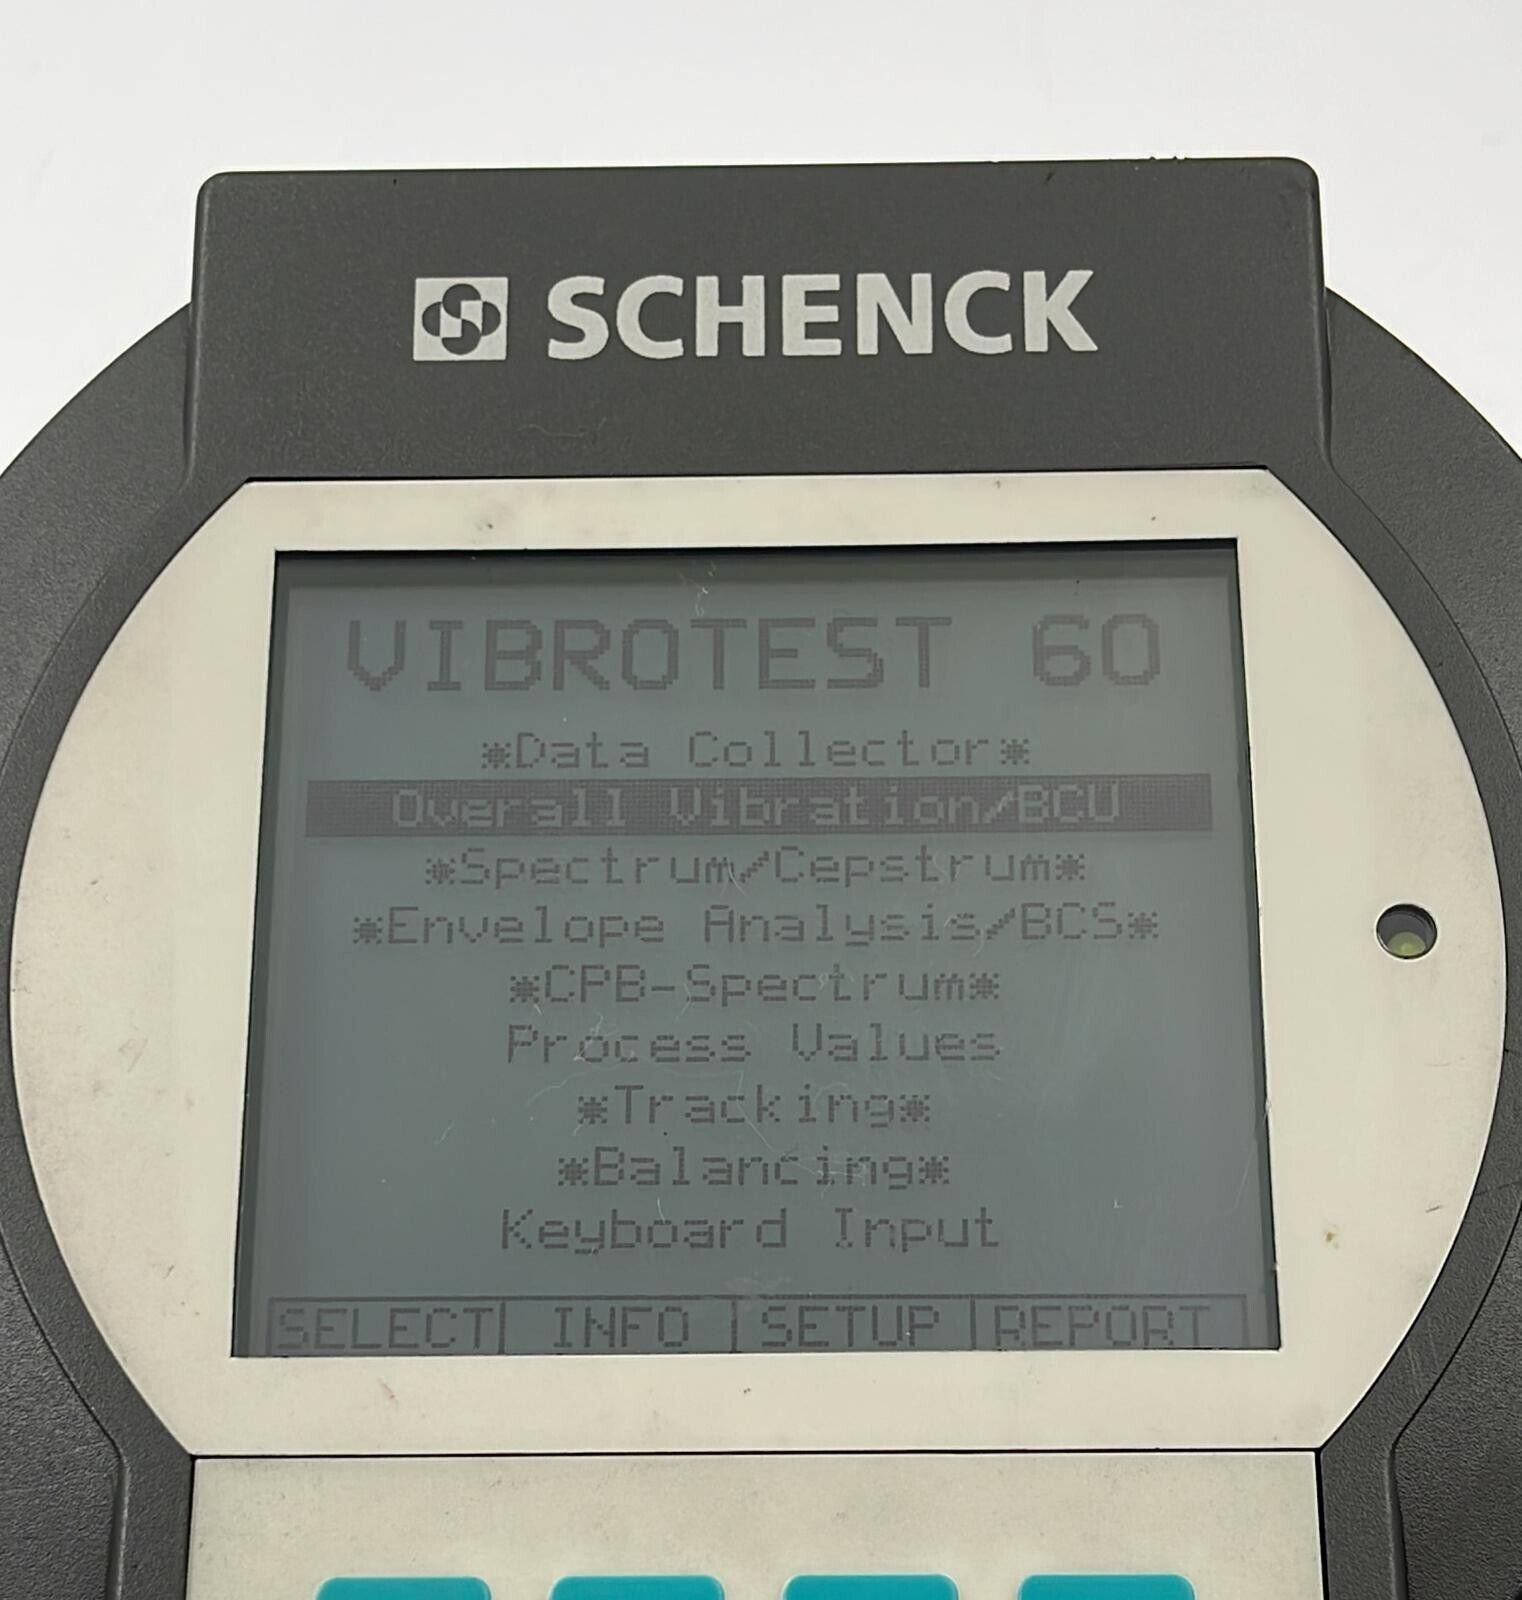 SCHENCK
VIBROTEST 60
*Data Collector*
Overall Vibration/BCU
*Spectrum/Cepstrum*
*Envelope Analysis/BCS*
*CPB-Spectrum*
Process Values
*Tracking*
*Balancing*
Keyboard Input
SELECT INFO SETUP REPORT